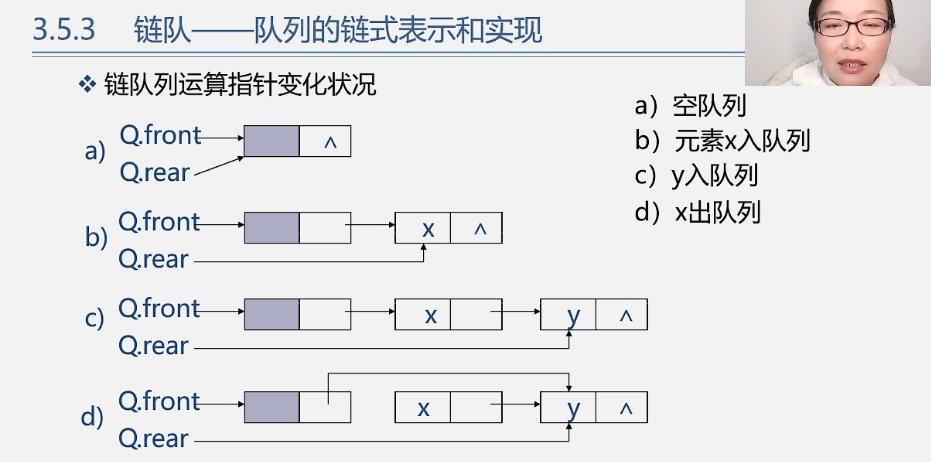 3.5.3 链队——队列的链式表示和实现
❖ 链队列运算指针变化状况
a) 空队列
b) 元素x入队列
c) y入队列
d) x出队列
a) Q.front ^
Q.rear
b) Q.front x ^
Q.rear
c) Q.front x y ^
Q.rear
d) Q.front x y ^
Q.rear